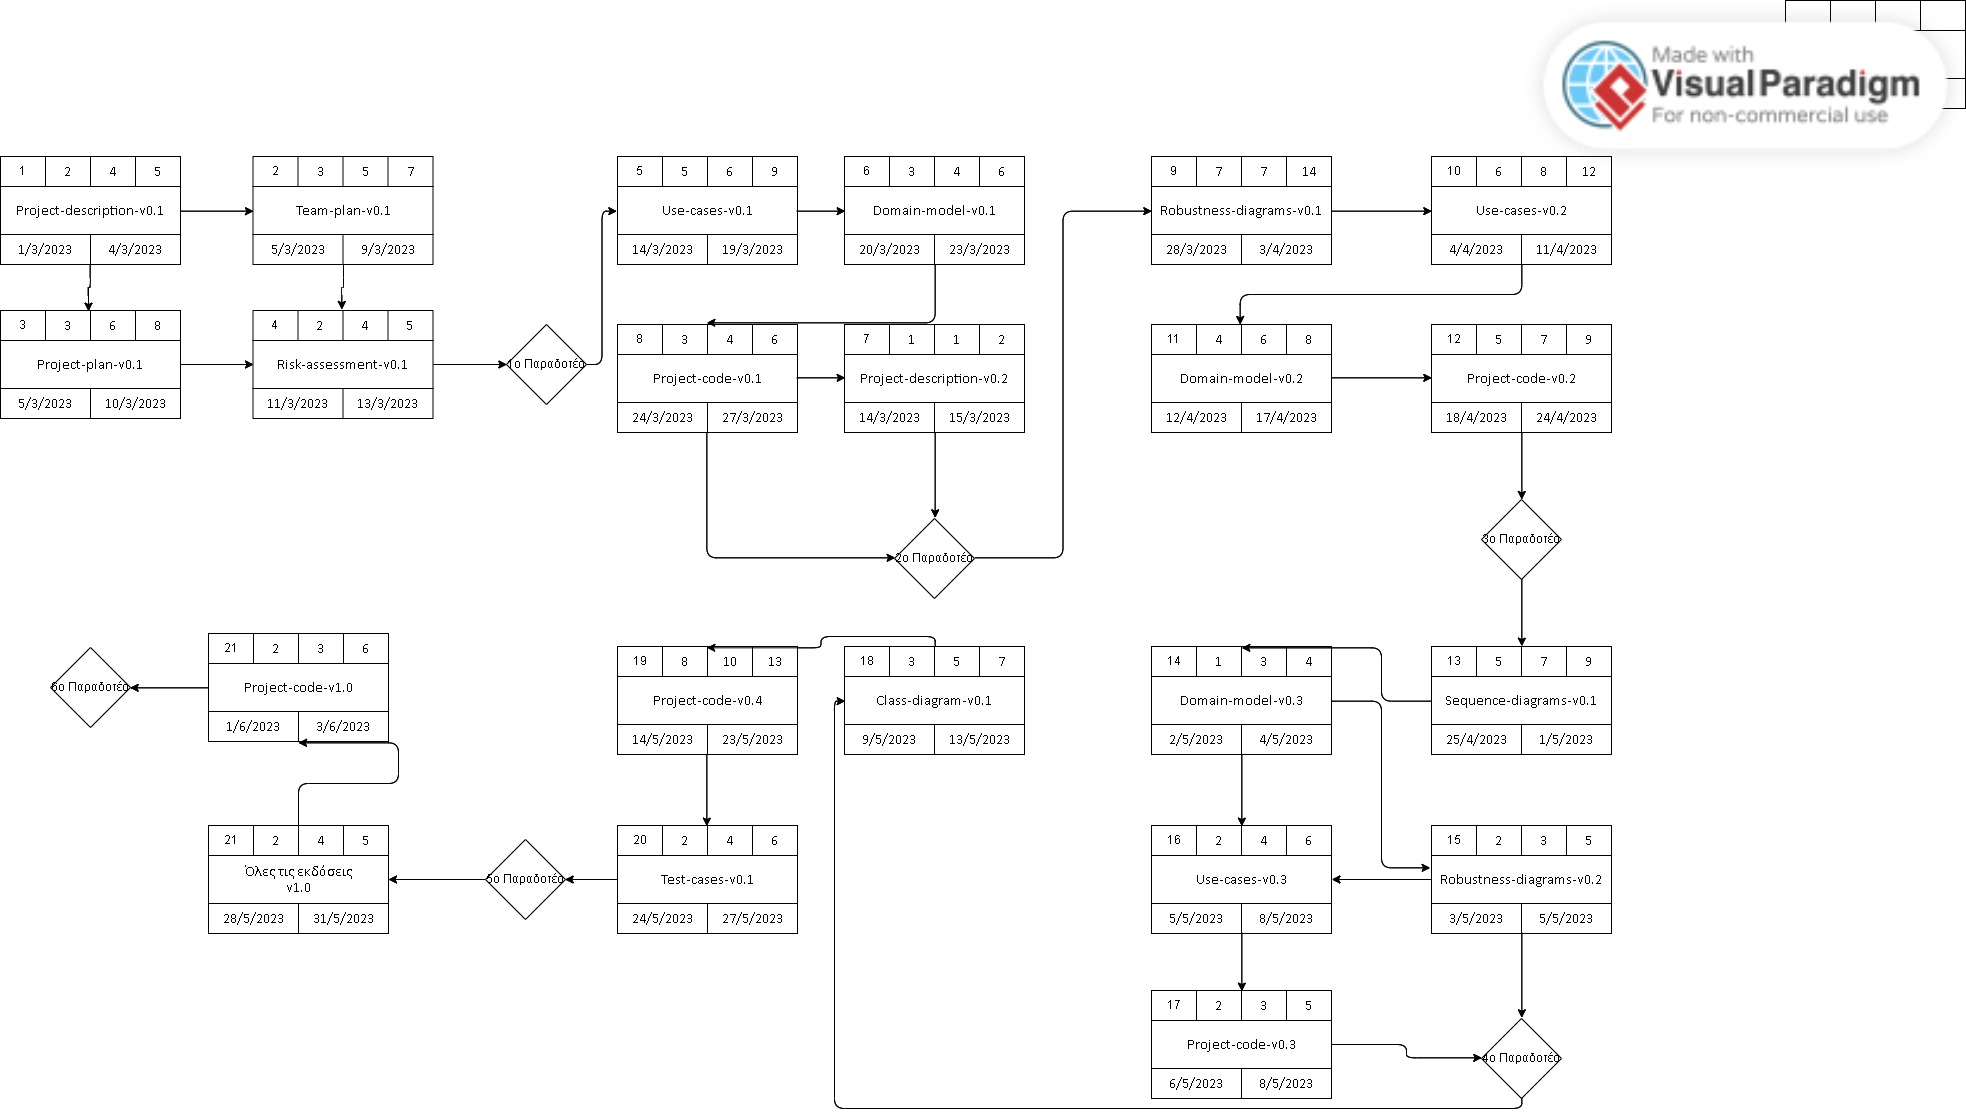 Made with
Visual Paradigm
For non-commercial use
1 2 4 5
Project-description-v0.1
1/3/2023 4/3/2023
2 3 5 7
Team-plan-v0.1
5/3/2023 9/3/2023
3 3 6 8
Project-plan-v0.1
5/3/2023 10/3/2023
4 2 4 5
Risk-assessment-v0.1
11/3/2023 13/3/2023
1ο Παραδοτέο
5 5 6 9
Use-cases-v0.1
14/3/2023 19/3/2023
6 3 4 6
Domain-model-v0.1
20/3/2023 23/3/2023
8 3 4 6
Project-code-v0.1
24/3/2023 27/3/2023
7 1 1 2
Project-description-v0.2
14/3/2023 15/3/2023
2ο Παραδοτέο
9 7 7 14
Robustness-diagrams-v0.1
28/3/2023 3/4/2023
10 6 8 12
Use-cases-v0.2
4/4/2023 11/4/2023
11 4 6 8
Domain-model-v0.2
12/4/2023 17/4/2023
12 5 7 9
Project-code-v0.2
18/4/2023 24/4/2023
3ο Παραδοτέο
13 5 7 9
Sequence-diagrams-v0.1
25/4/2023 1/5/2023
14 1 3 4
Domain-model-v0.3
2/5/2023 4/5/2023
15 2 3 5
Robustness-diagrams-v0.2
3/5/2023 5/5/2023
16 2 4 6
Use-cases-v0.3
5/5/2023 8/5/2023
17 2 3 5
Project-code-v0.3
6/5/2023 8/5/2023
4ο Παραδοτέο
18 3 5 7
Class-diagram-v0.1
9/5/2023 13/5/2023
19 8 10 13
Project-code-v0.4
14/5/2023 23/5/2023
20 2 4 6
Test-cases-v0.1
24/5/2023 27/5/2023
5ο Παραδοτέο
21 2 4 5
Όλες τις εκδόσεις
v1.0
28/5/2023 31/5/2023
21 2 3 6
Project-code-v1.0
1/6/2023 3/6/2023
6ο Παραδοτέο